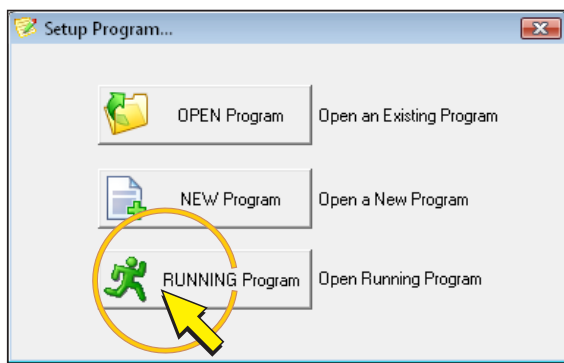 Setup Program...
OPEN Program Open an Existing Program
NEW Program Open a New Program
RUNNING Program Open Running Program